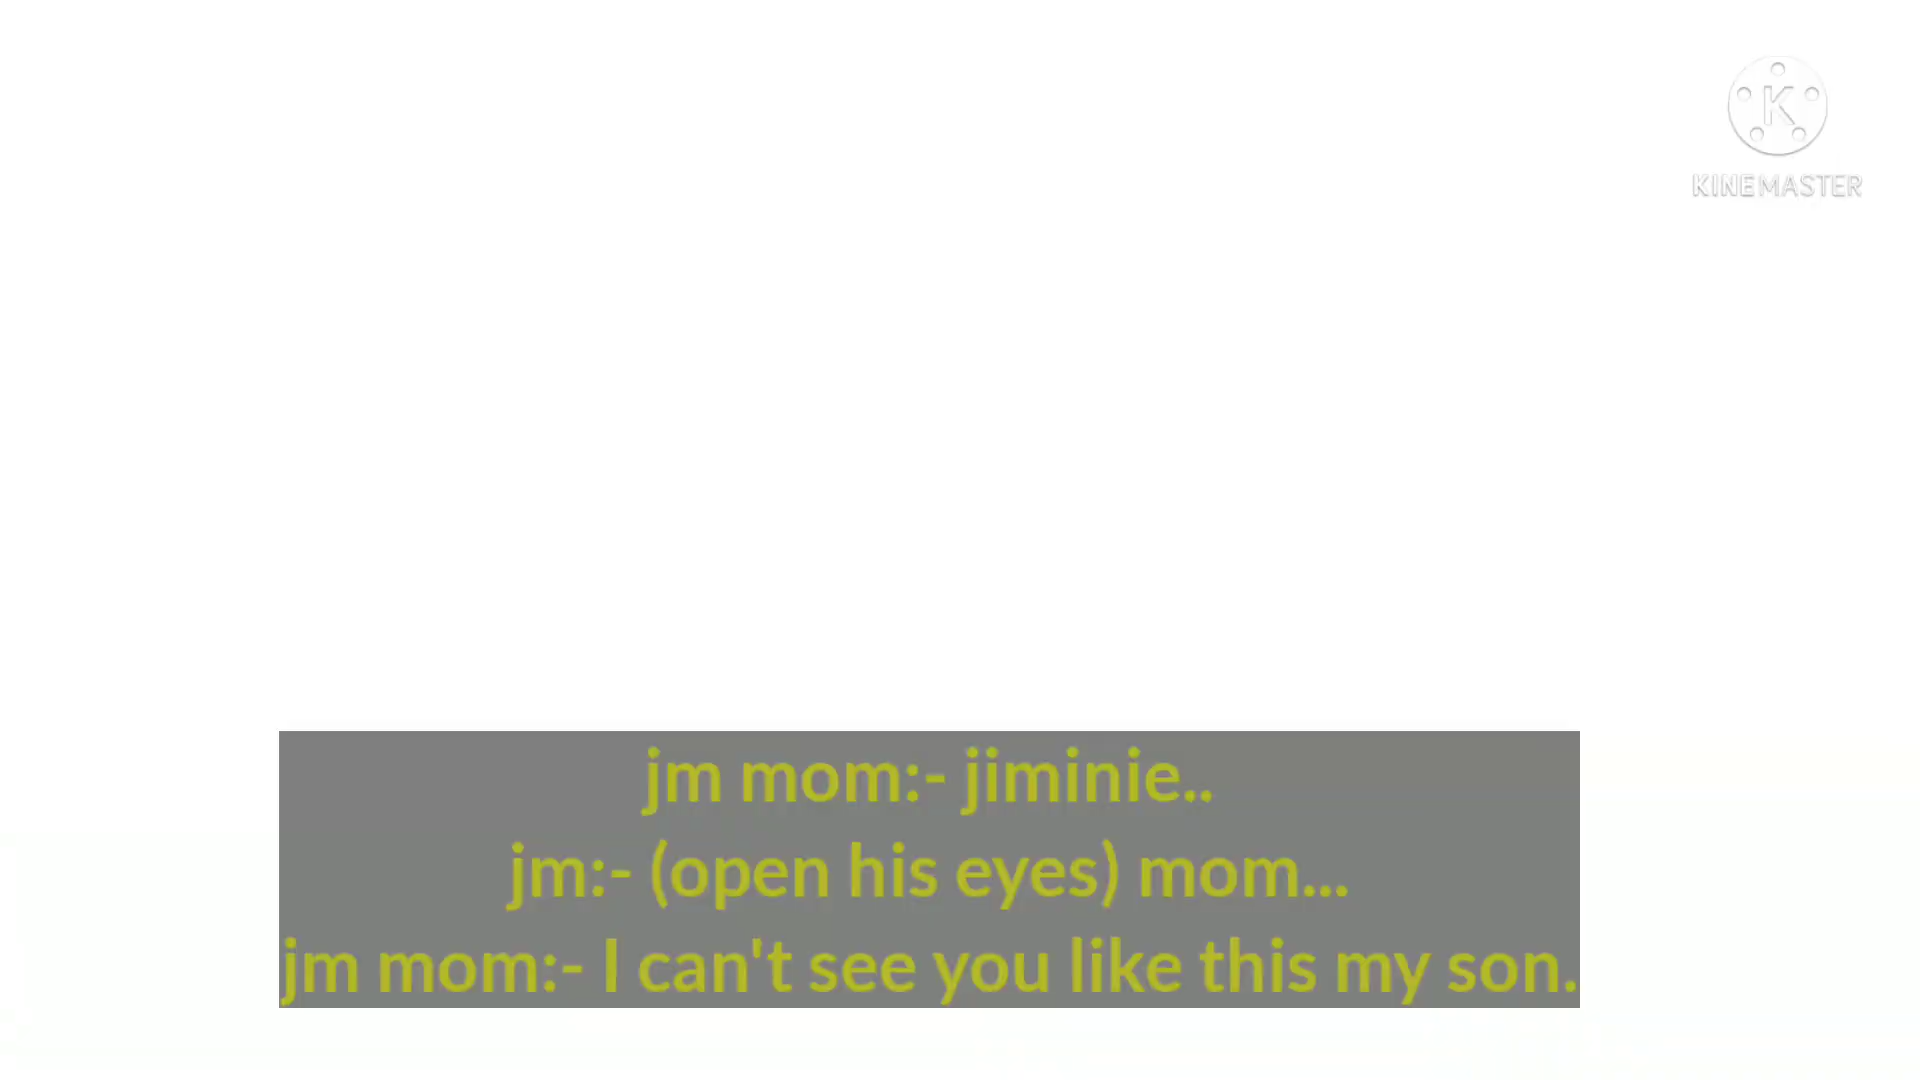 K
KINEMASTER
jm mom:- jiminie..
jm:- (open his eyes) mom...
jm mom:- I can't see you like this my son.